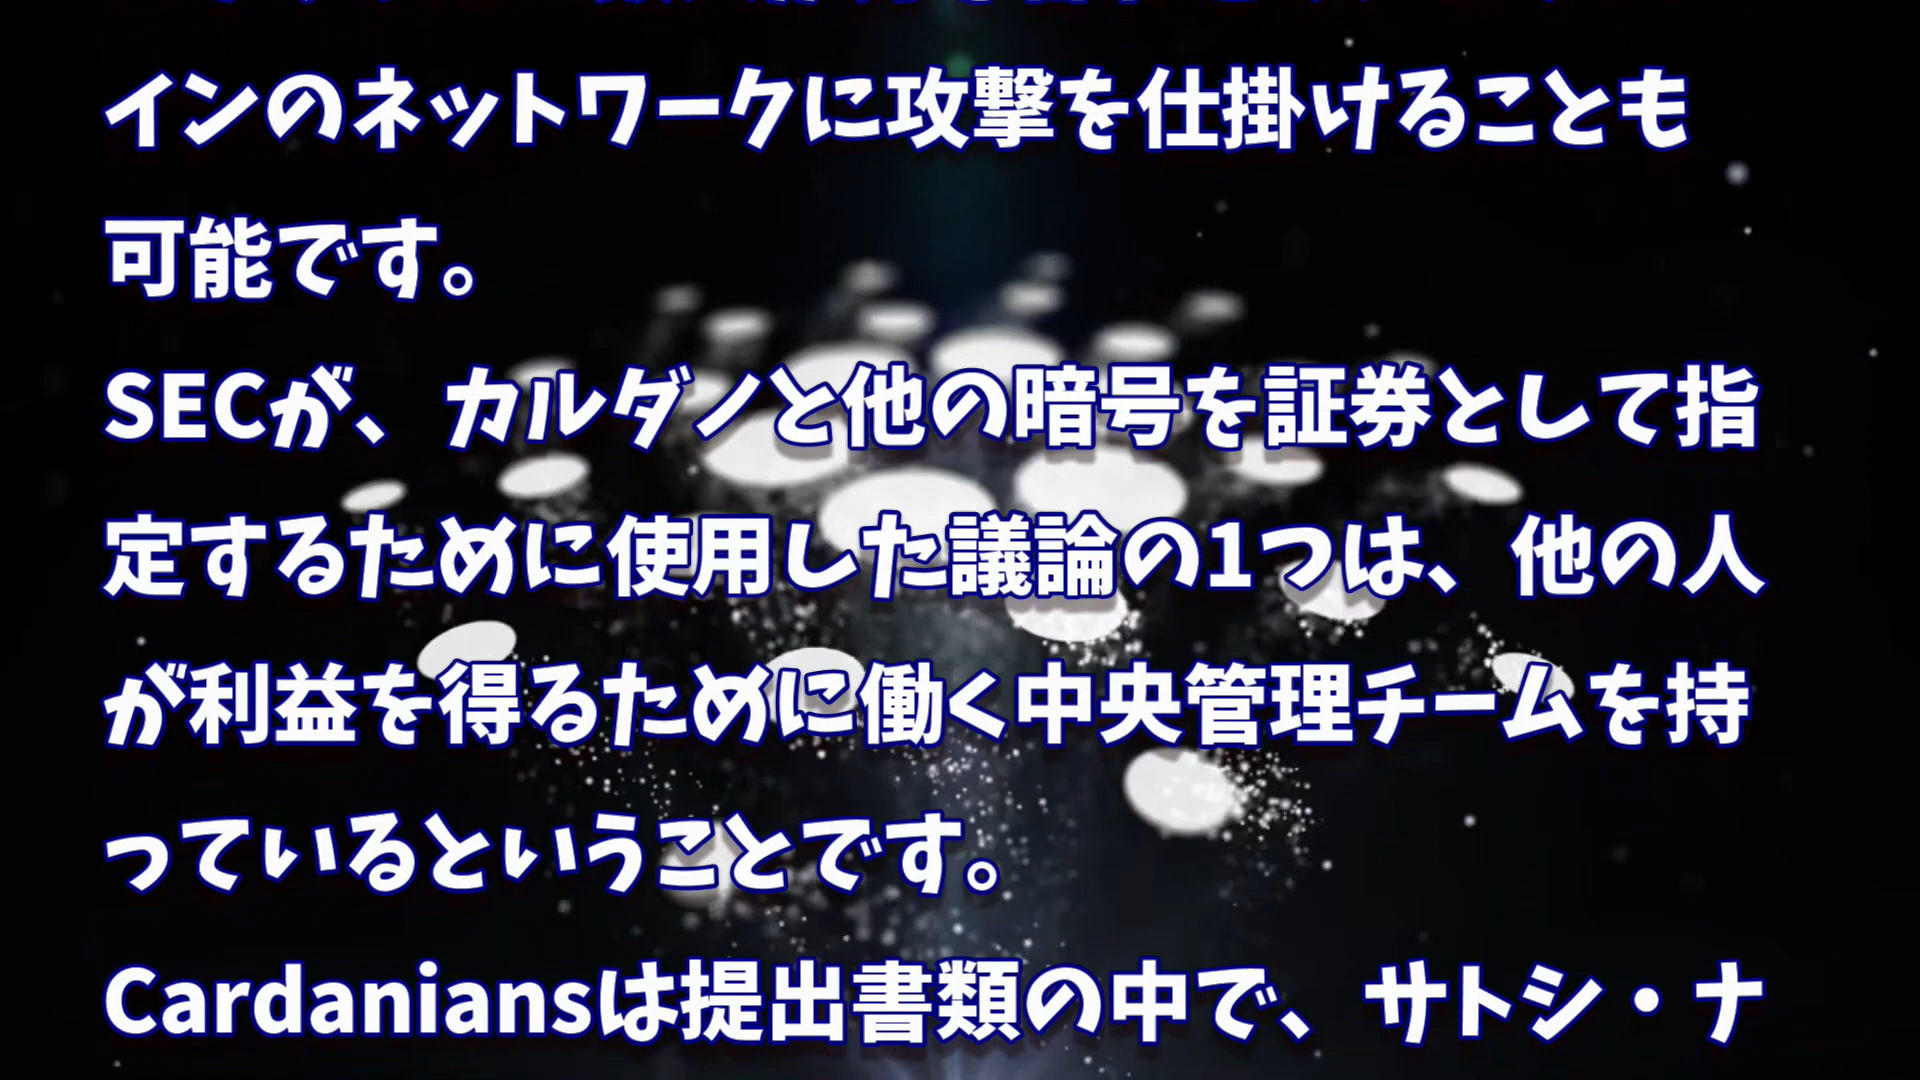 インのネットワークに攻撃を仕掛けることも
可能です。
SECが、カルダノと他の暗号を証券として指
定するために使用した議論の1つは、他の人
が利益を得るために働く中央管理チームを持
っているということです。
Cardaniansは提出書類の中で、サトシ・ナ